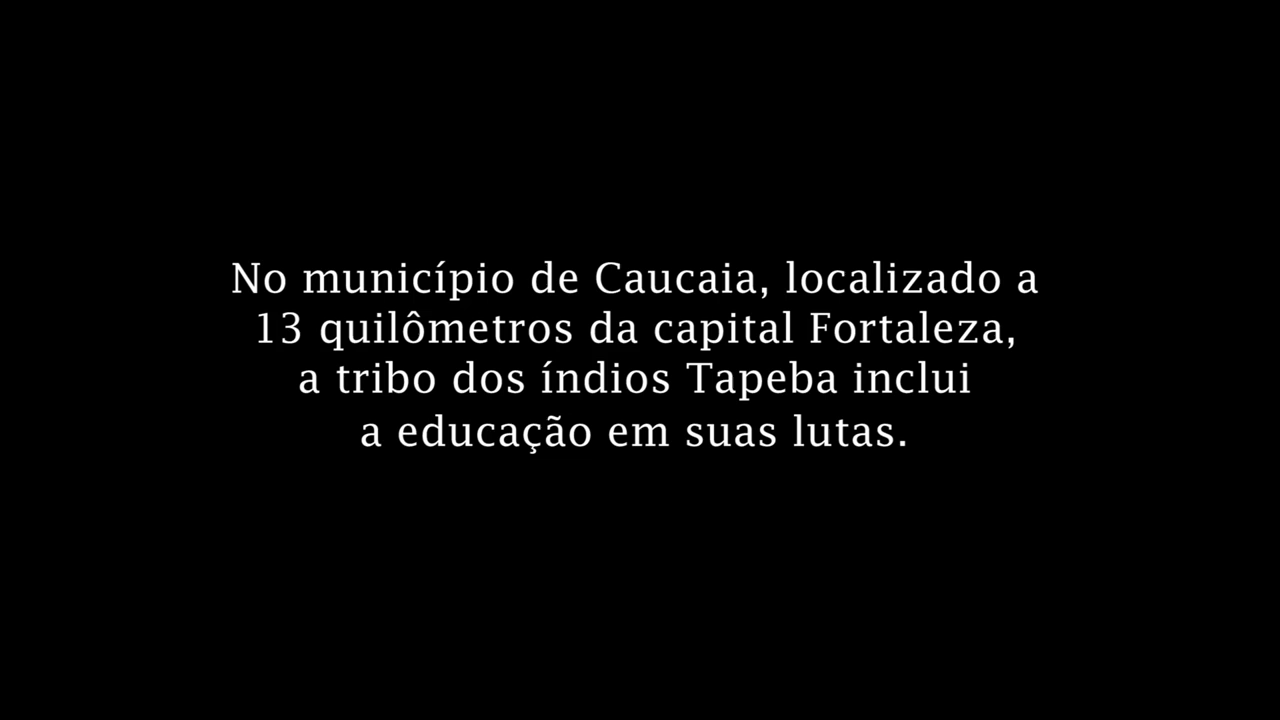 No município de Caucaia, localizado a
13 quilômetros da capital Fortaleza,
a tribo dos índios Tapeba inclui
a educação em suas lutas.